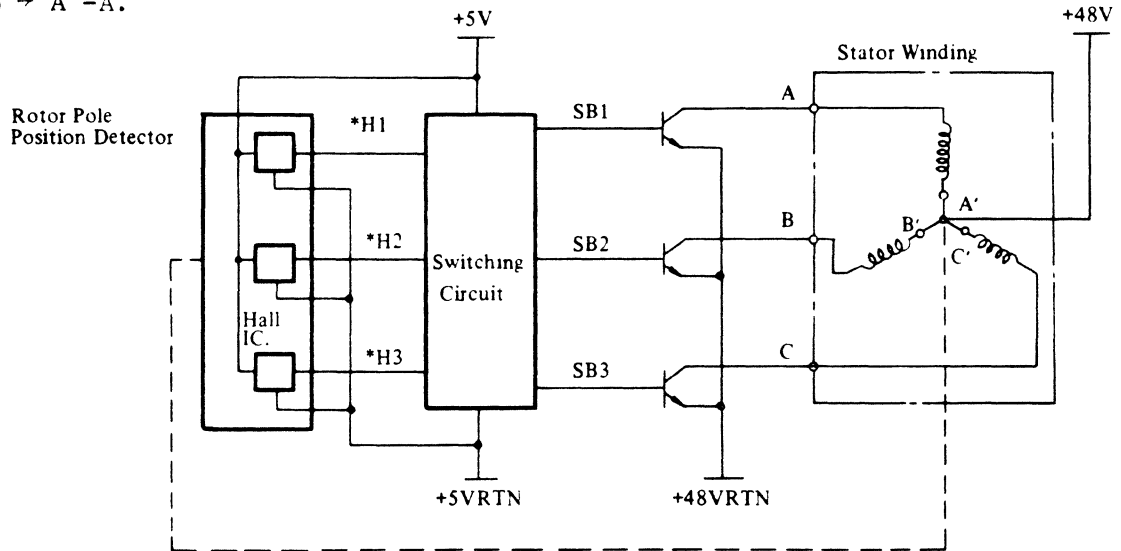 → A'-A.
+5V
+48V
Stator Winding
Rotor Pole
Position Detector
*H1
SB1
A
*H2
SB2
B
B'
A'
C'
Switching
Circuit
Hall
IC.
*H3
SB3
C
+5VRTN
+48VRTN